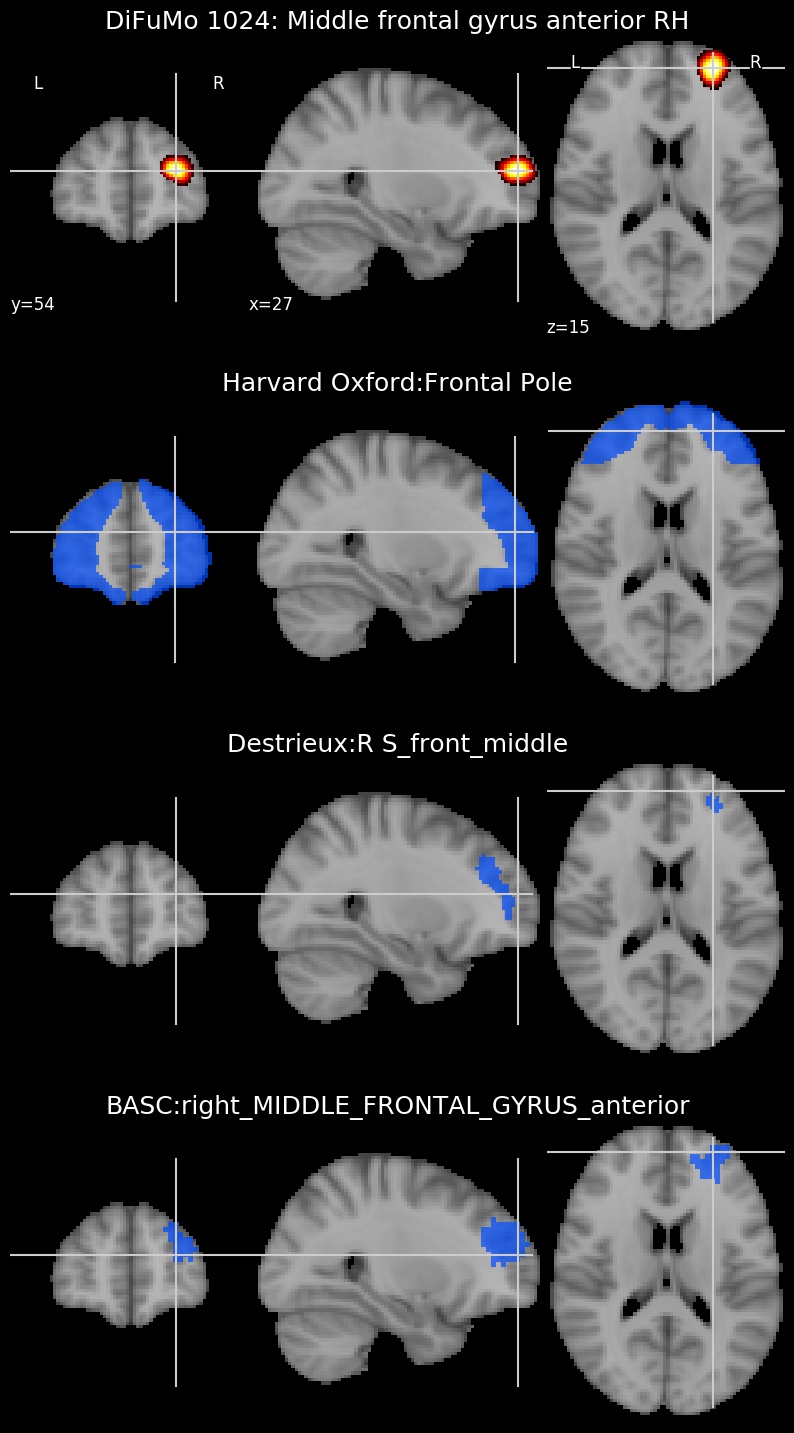 DiFuMo 1024: Middle frontal gyrus anterior RH
L R L R
y=54 x=27 z=15
Harvard Oxford:Frontal Pole
Destrieux:R S_front_middle
BASC:right_MIDDLE_FRONTAL_GYRUS_anterior